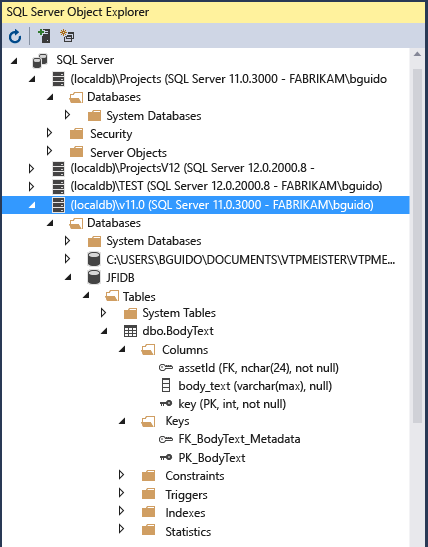 SQL Server Object Explorer
SQL Server
(localdb)\Projects (SQL Server 11.0.3000 - FABRIKAM\bguido
Databases
System Databases
Security
Server Objects
(localdb)\ProjectsV12 (SQL Server 12.0.2000.8 -
(localdb)\TEST (SQL Server 12.0.2000.8 - FABRIKAM\bguido)
(localdb)\v11.0 (SQL Server 11.0.3000 - FABRIKAM\bguido)
Databases
System Databases
C:\USERS\BGUIDO\DOCUMENTS\VTPMEISTER\VTPME...
JFIDB
Tables
System Tables
dbo.BodyText
Columns
assetId (FK, nchar(24), not null)
body_text (varchar(max), null)
key (PK, int, not null)
Keys
FK_BodyText_Metadata
PK_BodyText
Constraints
Triggers
Indexes
Statistics